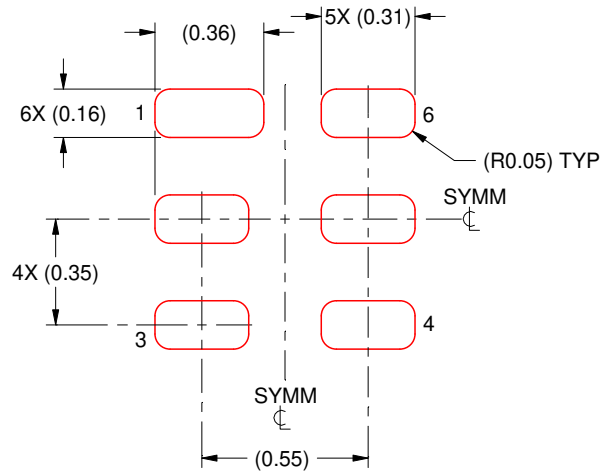 (0.36)
5X (0.31)
6X (0.16)
1
6
(R0.05) TYP
SYMM
℄
4X (0.35)
3
4
SYMM
℄
(0.55)